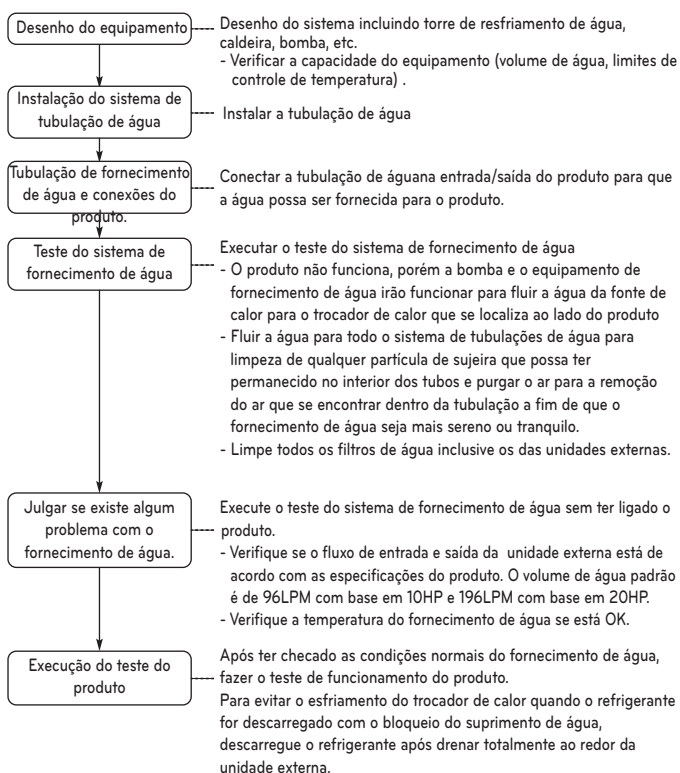 Desenho do equipamento
Desenho do sistema incluindo torre de resfriamento de água,
caldeira, bomba, etc.
- Verificar a capacidade do equipamento (volume de água, limites de
controle de temperatura) .
Instalação do sistema de
tubulação de água
Instalar a tubulação de água
Tubulação de fornecimento
de água e conexões do
produto.
Conectar a tubulação de águana entrada/saída do produto para que
a água possa ser fornecida para o produto.
Teste do sistema de
fornecimento de água
Executar o teste do sistema de fornecimento de água
- O produto não funciona, porém a bomba e o equipamento de
fornecimento de água irão funcionar para fluir a água da fonte de
calor para o trocador de calor que se localiza ao lado do produto
- Fluir a água para todo o sistema de tubulações de água para
limpeza de qualquer partícula de sujeira que possa ter
permanecido no interior dos tubos e purgar o ar para a remoção
do ar que se encontrar dentro da tubulação a fim de que o
fornecimento de água seja mais sereno ou tranquilo.
- Limpe todos os filtros de água inclusive os das unidades externas.
Julgar se existe algum
problema com o
fornecimento de água.
Execute o teste do sistema de fornecimento de água sem ter ligado o
produto.
- Verifique se o fluxo de entrada e saída da unidade externa está de
acordo com as especificações do produto. O volume de água padrão
é de 96LPM com base em 10HP e 196LPM com base em 20HP.
- Verifique a temperatura do fornecimento de água se está OK.
Execução do teste do
produto
Após ter checado as condições normais do fornecimento de água,
fazer o teste de funcionamento do produto.
Para evitar o esfriamento do trocador de calor quando o refrigerante
for descarregado com o bloqueio do suprimento de água,
descarregue o refrigerante após drenar totalmente ao redor da
unidade externa.